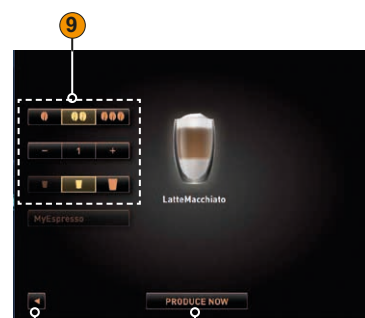 9
- 1 +
LatteMacchiato
MyEspresso
PRODUCE NOW